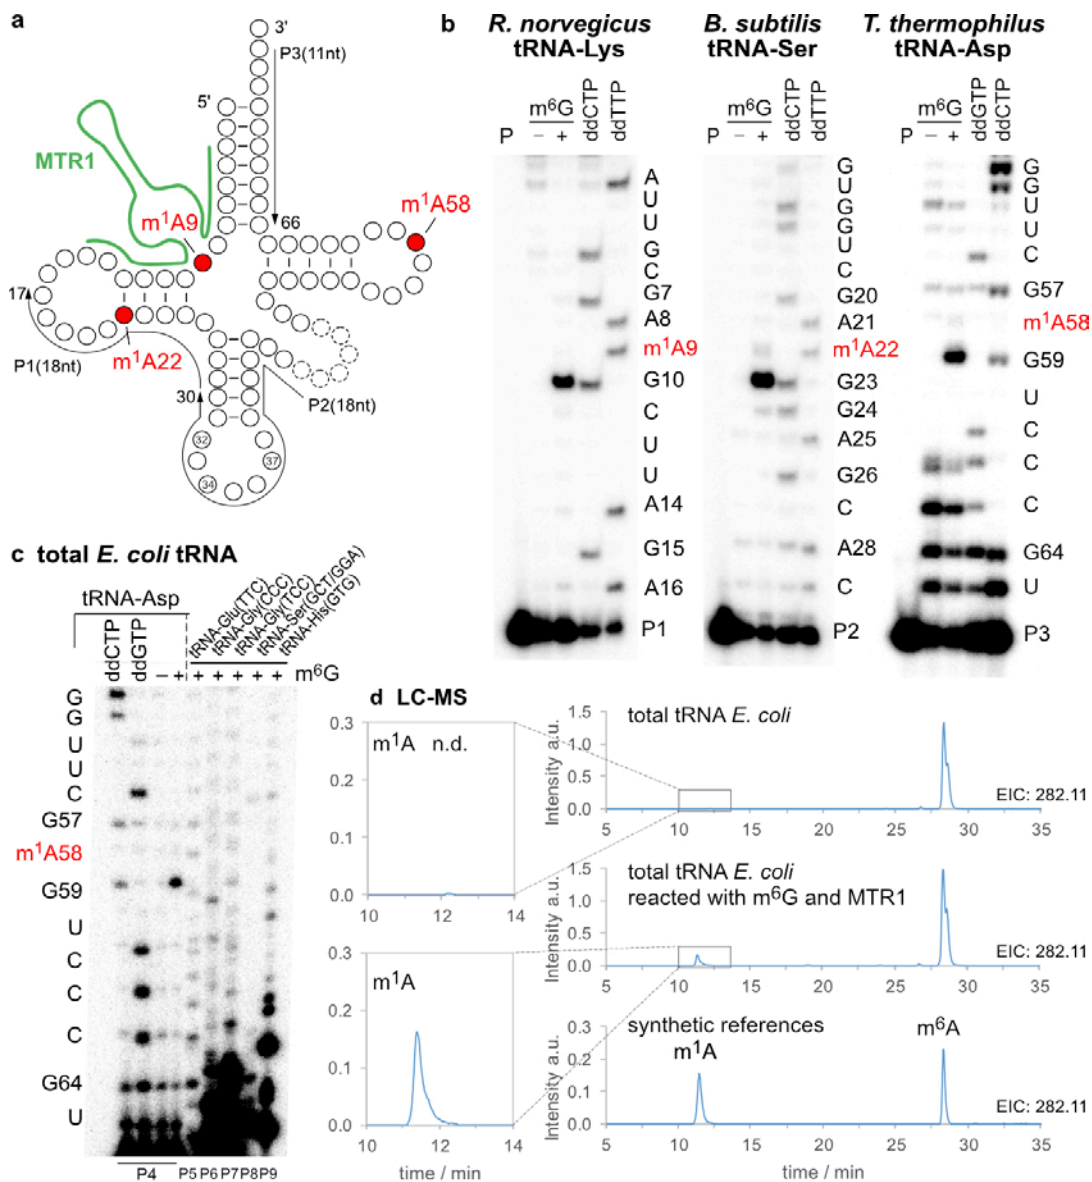 a
3'
P3(11nt)
5'
MTR1
m1A9
66
m1A58
17
P1(18nt)
m1A22
30
P2(18nt)
32
37
34
b
R. norvegicus
tRNA-Lys
B. subtilis
tRNA-Ser
T. thermophilus
tRNA-Asp
P
m6G
− +
ddCTP
ddTTP
A
U
U
G
C
G7
A8
m1A9
G10
C
U
U
A14
G15
A16
P1
P
m6G
− +
ddCTP
ddTTP
G
U
G
G
U
C
G20
A21
m1A22
G23
G24
A25
G26
C
A28
C
P2
P
m6G
− +
ddGTP
ddCTP
G
G
U
U
C
G57
m1A58
G59
U
C
C
C
G64
U
P3
c total E. coli tRNA
tRNA-Asp
ddCTP
ddGTP
tRNA-Glu(TTC)
tRNA-Gly(CCC)
tRNA-Gly(TCC)
tRNA-Ser(GCT/GGA)
tRNA-His(GTG)
− + + + + + + m6G
G
G
U
U
C
G57
m1A58
G59
U
C
C
C
G64
U
P4
P5 P6 P7 P8 P9
d LC-MS
0.3
0.2
0.1
0.0
m1A n.d.
10 12 14
0.3
0.2
0.1
0.0
m1A
10 12 14
time / min
Intensity a.u.
1.5
1.0
0.5
0.0
total tRNA E. coli
EIC: 282.11
5 10 15 20 25 30 35
Intensity a.u.
1.5
1.0
0.5
0.0
total tRNA E. coli
reacted with m6G and MTR1
EIC: 282.11
5 10 15 20 25 30 35
Intensity a.u.
0.3
0.2
0.1
0.0
synthetic references
m1A
m6A
EIC: 282.11
5 10 15 20 25 30 35
time / min